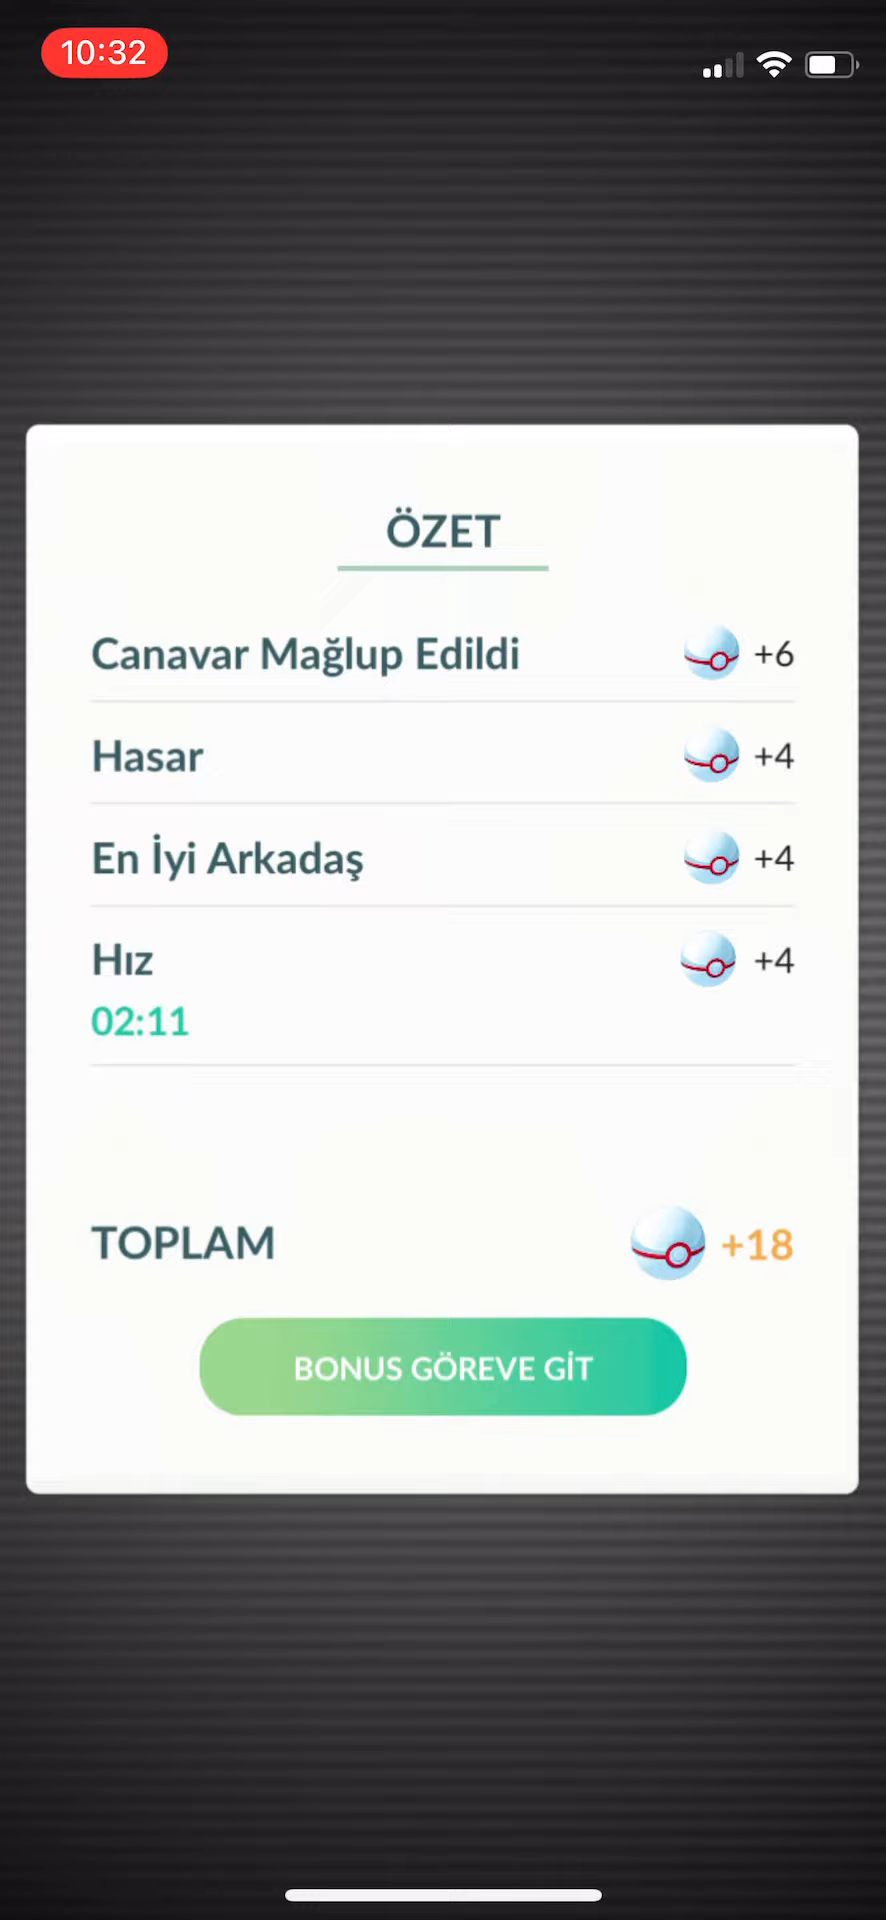 10:32
ÖZET
Canavar Mağlup Edildi +6
Hasar +4
En İyi Arkadaş +4
Hız +4
02:11
TOPLAM +18
BONUS GÖREVE GİT